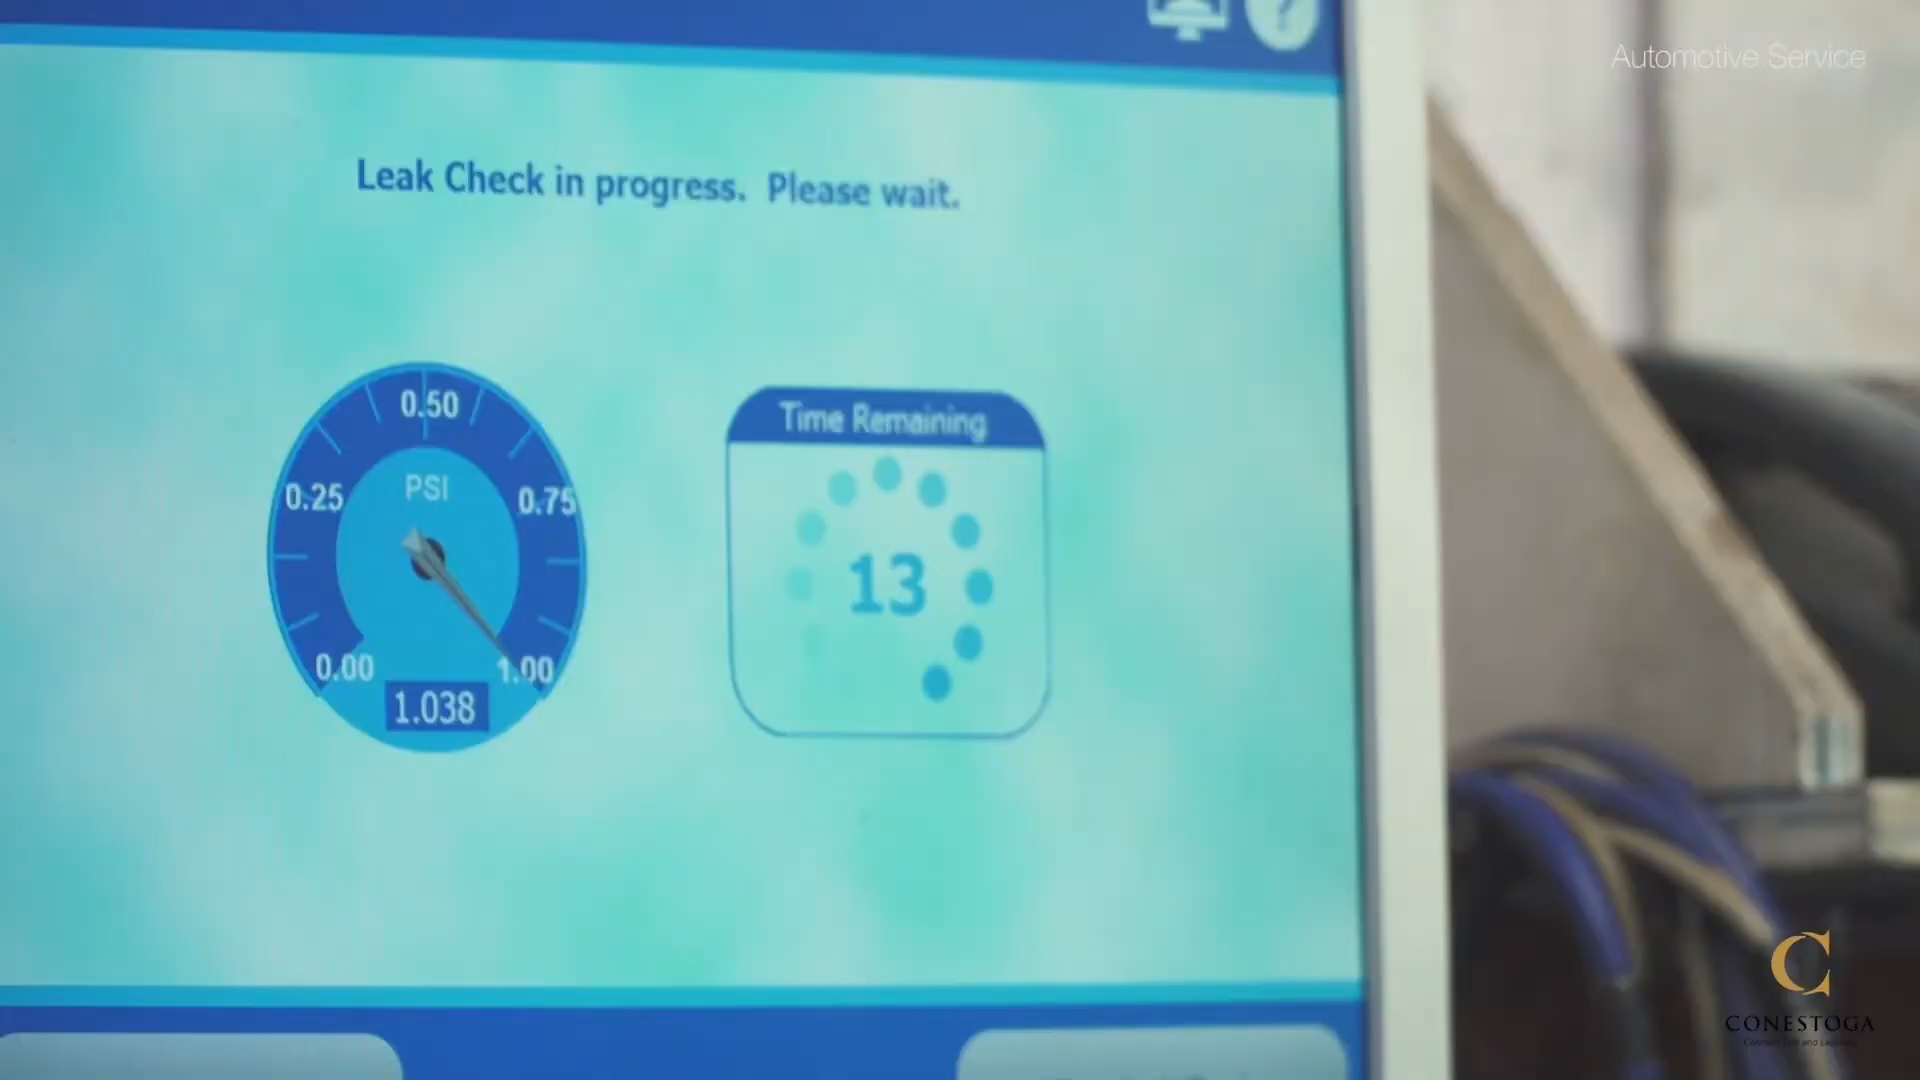 Automotive Service
Leak Check in progress. Please wait.
0.50
PSI
0.25
0.75
0.00
1.00
1.038
Time Remaining
13
CONESTOGA